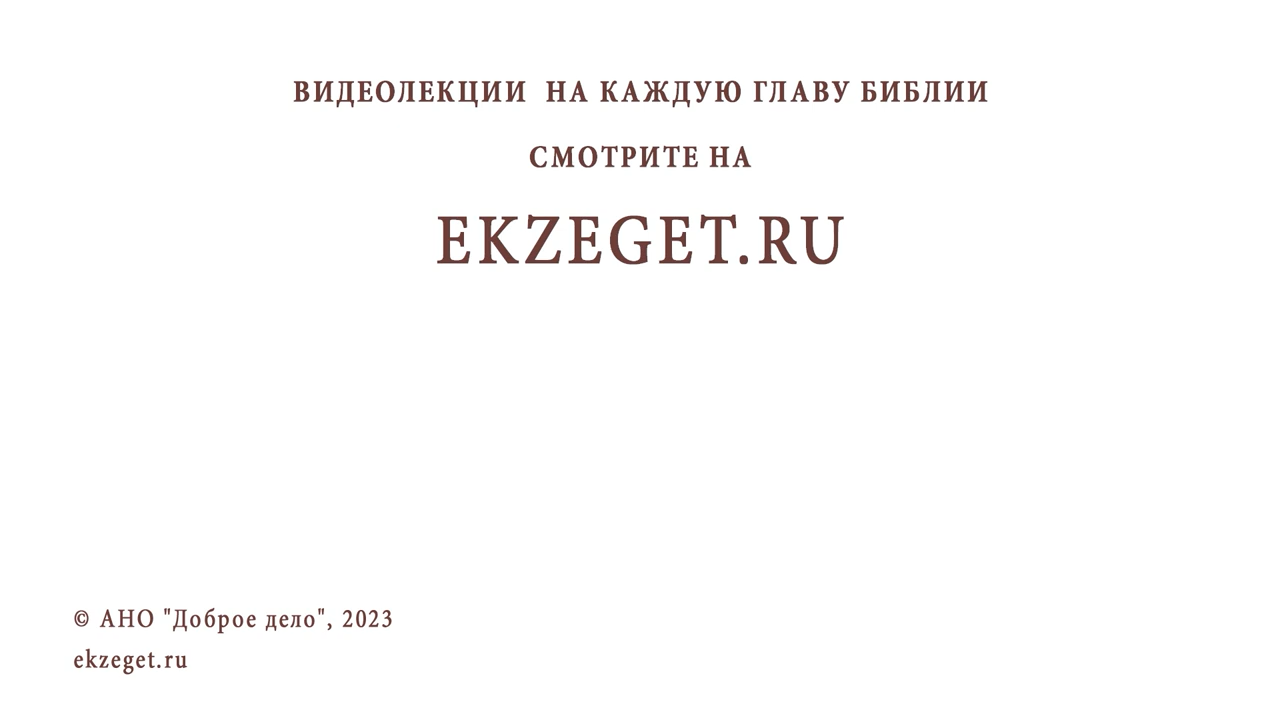 ВИДЕОЛЕКЦИИ НА КАЖДУЮ ГЛАВУ БИБЛИИ
СМОТРИТЕ НА
EKZEGET.RU
© АНО "Доброе дело", 2023
ekzeget.ru